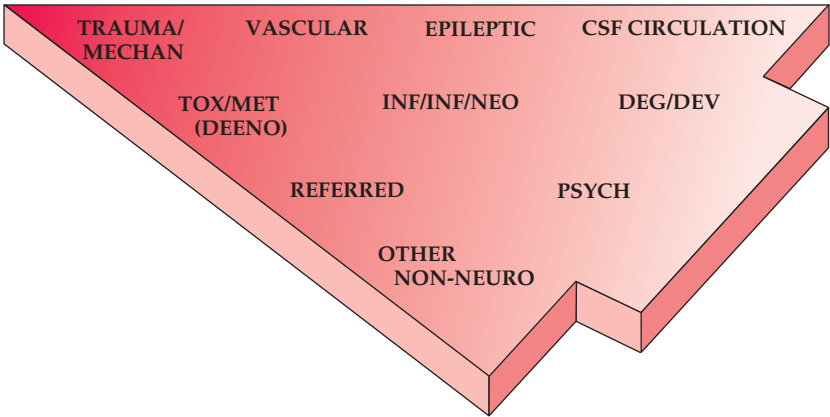 TRAUMA/
MECHAN
VASCULAR
EPILEPTIC
CSF CIRCULATION
TOX/MET
(DEENO)
INF/INF/NEO
DEG/DEV
REFERRED
PSYCH
OTHER
NON-NEURO